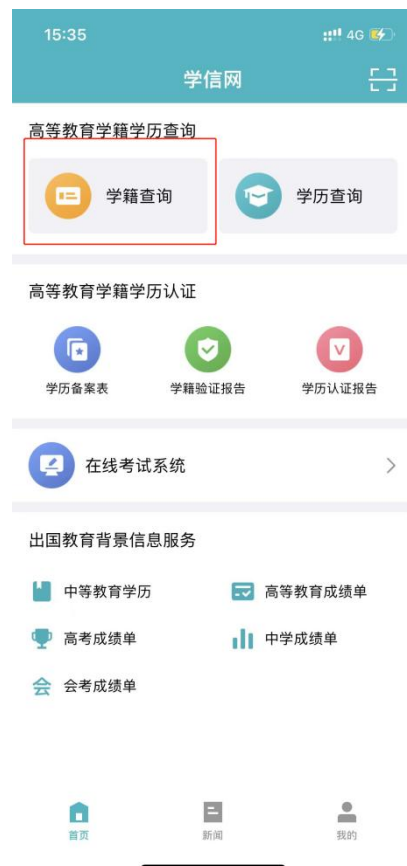 15:35 4G
学信网
高等教育学籍学历查询
学籍查询 学历查询
高等教育学籍学历认证
学历备案表 学籍验证报告 学历认证报告
在线考试系统
出国教育背景信息服务
中等教育学历 高等教育成绩单
高考成绩单 中学成绩单
会 会考成绩单
首页 新闻 我的